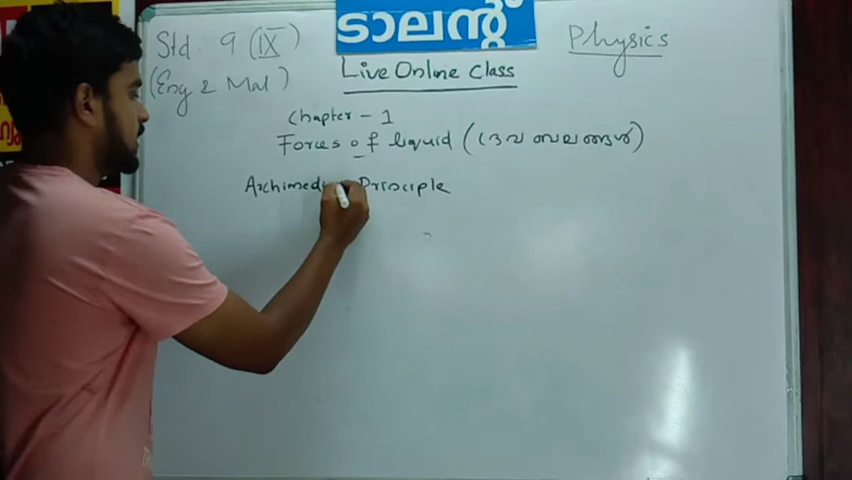 ടാലന്റ്
Std 9 (IX)
Physics
(Eng & Mal)
Live Online Class
Chapter - 1
Forces of liquid (ദ്രവ ബലങ്ങൾ)
Principle